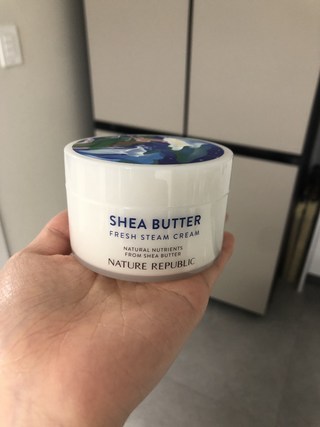 SHEA BUTTER
FRESH STEAM CREAM
NATURAL NUTRIENTS
FROM SHEA BUTTER
NATURE REPUBLIC